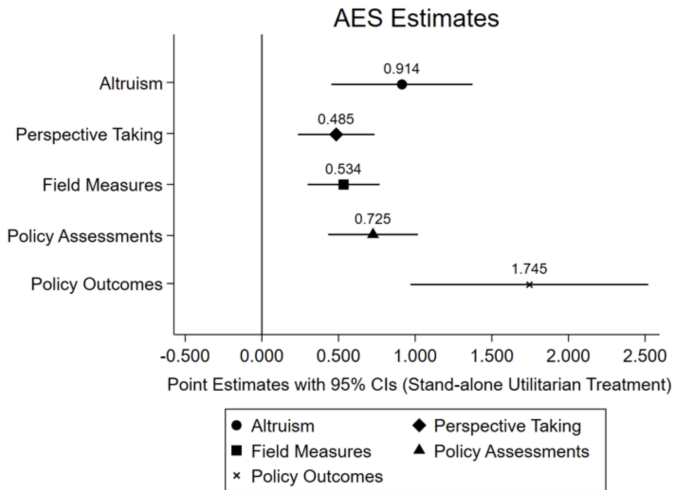 AES Estimates
0.914
Altruism
0.485
Perspective Taking
0.534
Field Measures
0.725
Policy Assessments
1.745
Policy Outcomes
-0.500 0.000 0.500 1.000 1.500 2.000 2.500
Point Estimates with 95% CIs (Stand-alone Utilitarian Treatment)
Altruism Perspective Taking
Field Measures Policy Assessments
Policy Outcomes